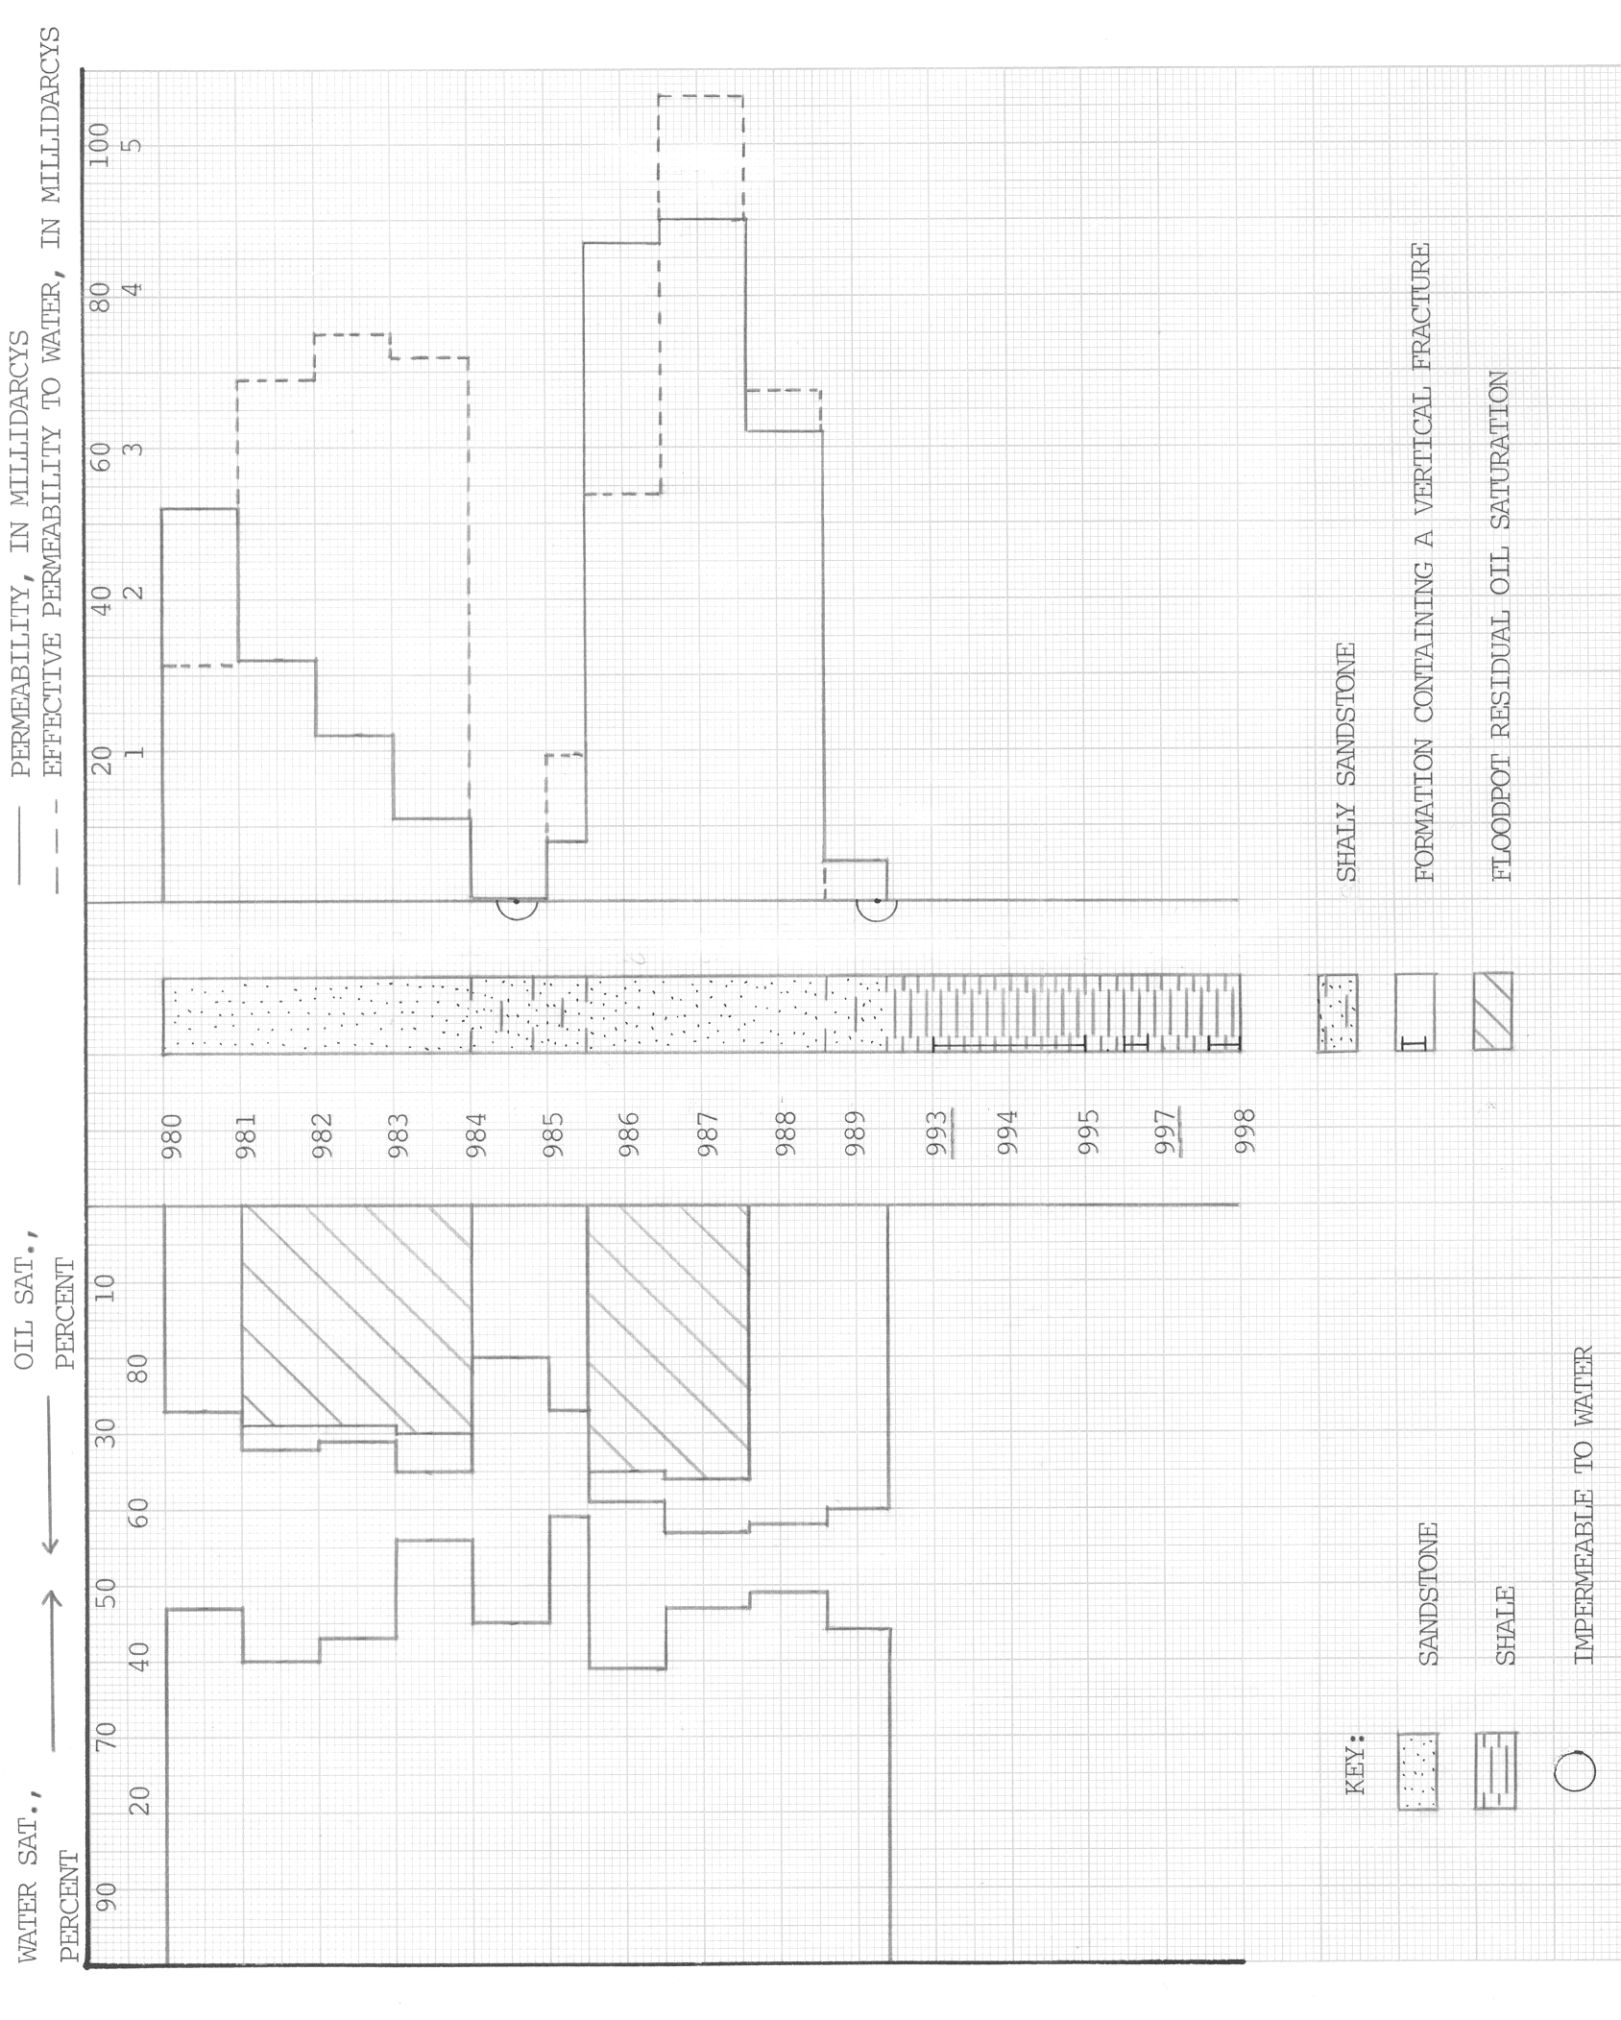 WATER SAT.,
PERCENT
OIL SAT.,
PERCENT
PERMEABILITY, IN MILLIDARCYS
EFFECTIVE PERMEABILITY TO WATER, IN MILLIDARCYS
90 70 50 30 10
20 40 60 80
20 40 60 80 100
1 2 3 4 5
980
981
982
983
984
985
986
987
988
989
993
994
995
997
998
KEY:
SANDSTONE
SHALE
IMPERMEABLE TO WATER
SHALY SANDSTONE
FORMATION CONTAINING A VERTICAL FRACTURE
FLOODPOT RESIDUAL OIL SATURATION